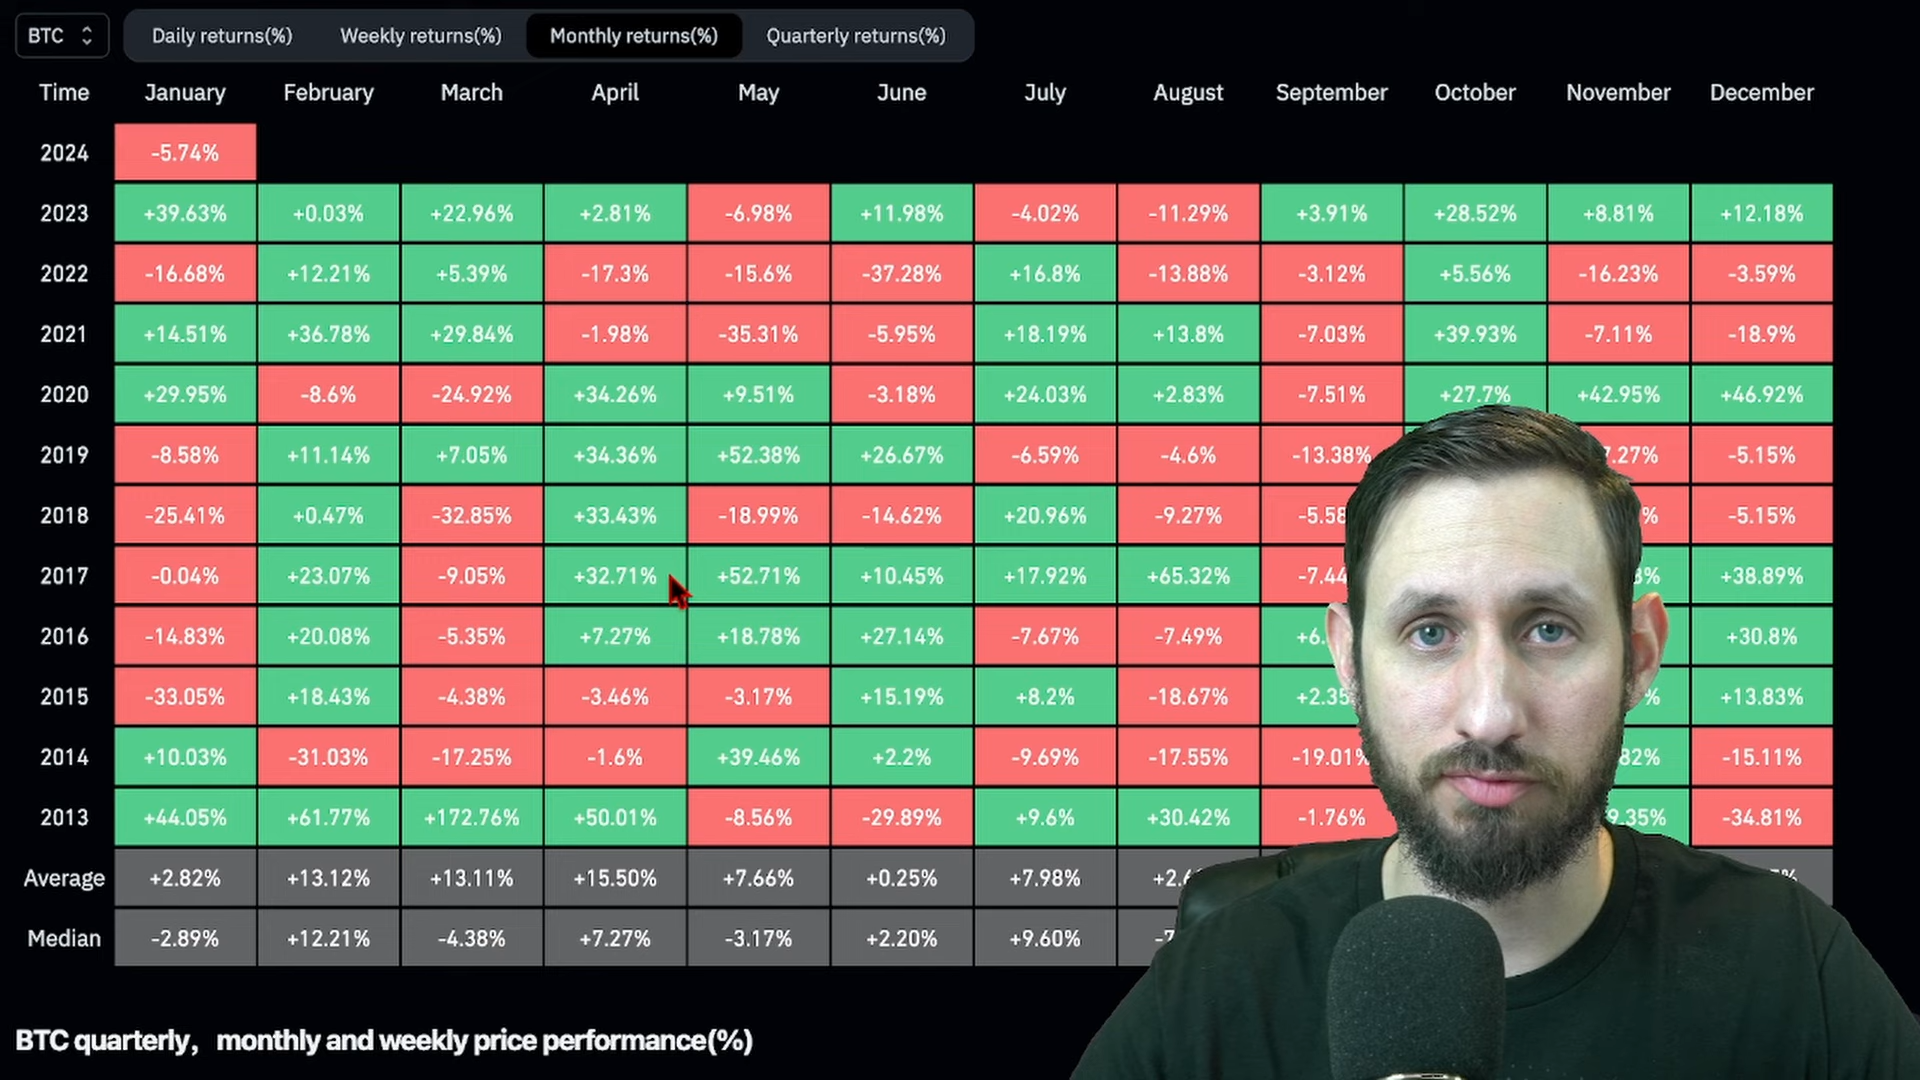 BTC Daily returns(%) Weekly returns(%) Monthly returns(%) Quarterly returns(%)
Time January February March April May June July August September October November December
2024 -5.74%
2023 +39.63% +0.03% +22.96% +2.81% -6.98% +11.98% -4.02% -11.29% +3.91% +28.52% +8.81% +12.18%
2022 -16.68% +12.21% +5.39% -17.3% -15.6% -37.28% +16.8% -13.88% -3.12% +5.56% -16.23% -3.59%
2021 +14.51% +36.78% +29.84% -1.98% -35.31% -5.95% +18.19% +13.8% -7.03% +39.93% -7.11% -18.9%
2020 +29.95% -8.6% -24.92% +34.26% +9.51% -3.18% +24.03% +2.83% -7.51% +27.7% +42.95% +46.92%
2019 -8.58% +11.14% +7.05% +34.36% +52.38% +26.67% -6.59% -4.6% -13.38% -5.15%
2018 -25.41% +0.47% -32.85% +33.43% -18.99% -14.62% +20.96% -9.27% -5.15%
2017 -0.04% +23.07% -9.05% +32.71% +52.71% +10.45% +17.92% +65.32% +38.89%
2016 -14.83% +20.08% -5.35% +7.27% +18.78% +27.14% -7.67% -7.49% +30.8%
2015 -33.05% +18.43% -4.38% -3.46% -3.17% +15.19% +8.2% -18.67% +13.83%
2014 +10.03% -31.03% -17.25% -1.6% +39.46% +2.2% -9.69% -17.55% -19.01% -15.11%
2013 +44.05% +61.77% +172.76% +50.01% -8.56% -29.89% +9.6% +30.42% -1.76% -34.81%
Average +2.82% +13.12% +13.11% +15.50% +7.66% +0.25% +7.98%
Median -2.89% +12.21% -4.38% +7.27% -3.17% +2.20% +9.60%
BTC quarterly, monthly and weekly price performance(%)